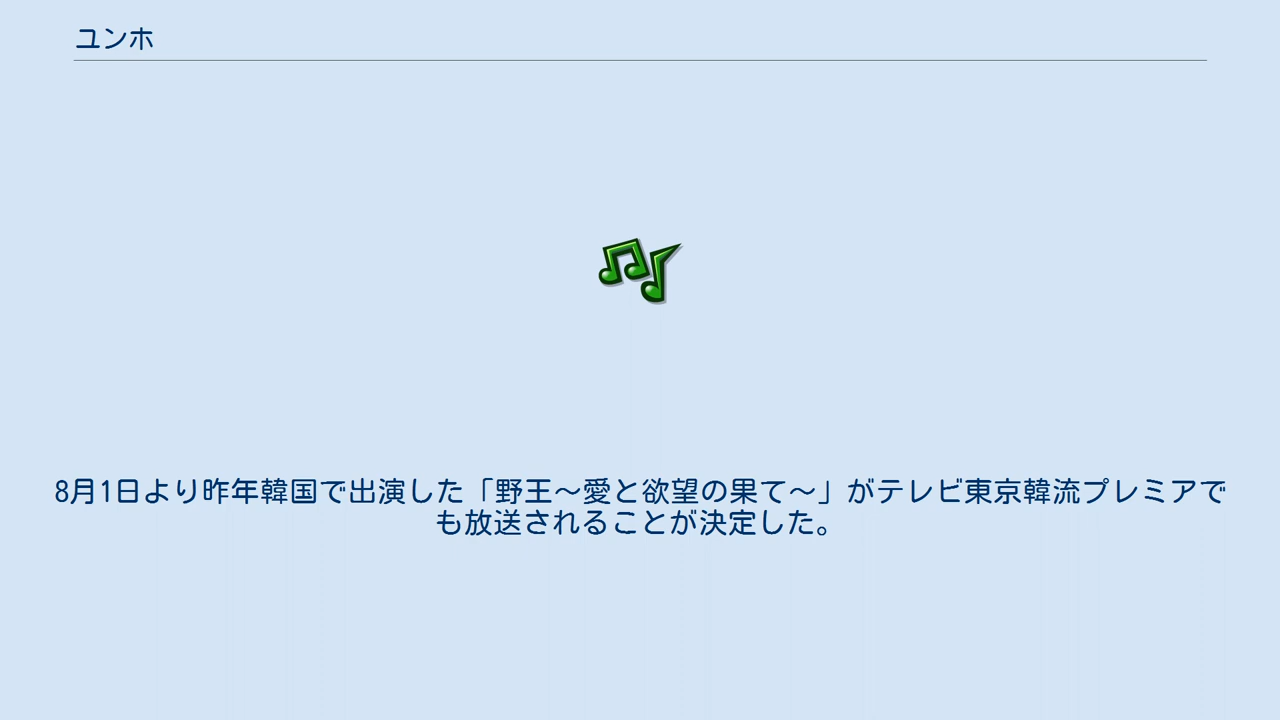 ユンホ
8月1日より昨年韓国で出演した「野王～愛と欲望の果て～」がテレビ東京韓流プレミアで
も放送されることが決定した。